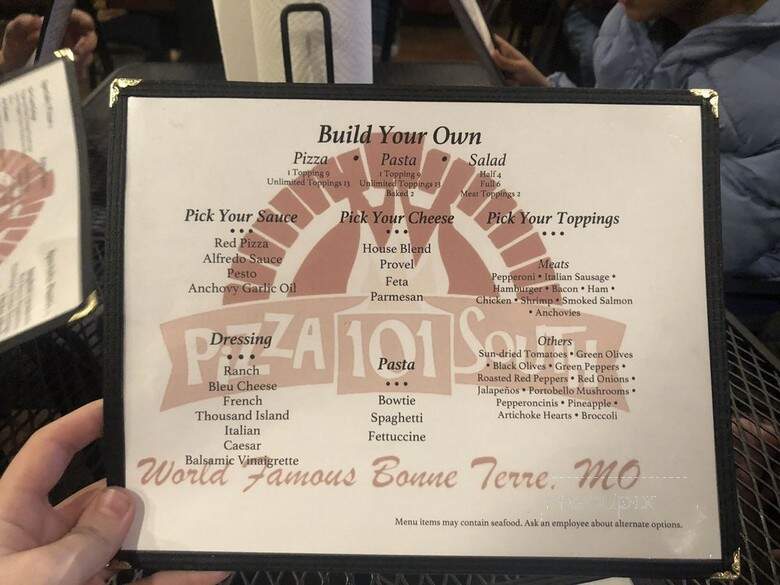 Build Your Own
Pizza • Pasta • Salad
1 Topping 9 1 Topping 9 Half 4
Unlimited Toppings 13 Unlimited Toppings 13 Full 6
Baked 2 Meat Toppings 2
Pick Your Sauce
Red Pizza
Alfredo Sauce
Pesto
Anchovy Garlic Oil
Pick Your Cheese
House Blend
Provel
Feta
Parmesan
Pick Your Toppings
Meats
Pepperoni • Italian Sausage •
Hamburger • Bacon • Ham •
Chicken • Shrimp • Smoked Salmon
• Anchovies
PIZZA 101 SOUTH
Dressing
Ranch
Bleu Cheese
French
Thousand Island
Italian
Caesar
Balsamic Vinaigrette
Pasta
Bowtie
Spaghetti
Fettuccine
Others
Sun-dried Tomatoes • Green Olives
• Black Olives • Green Peppers •
Roasted Red Peppers • Red Onions •
Jalapeños • Portobello Mushrooms •
Pepperoncinis • Pineapple •
Artichoke Hearts • Broccoli
World Famous Bonne Terre, MO
Menu items may contain seafood. Ask an employee about alternate options.